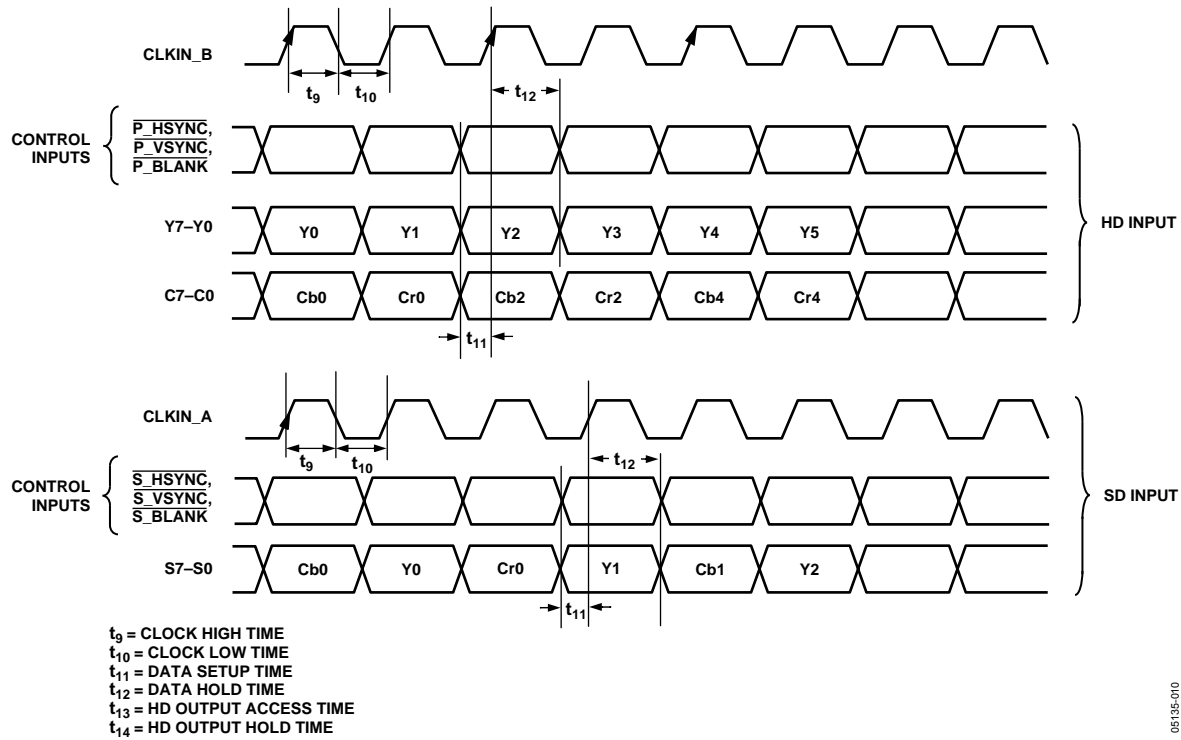 CLKIN_B
t9
t10
t12
CONTROL
INPUTS
P_HSYNC,
P_VSYNC,
P_BLANK
Y7–Y0
Y0
Y1
Y2
Y3
Y4
Y5
HD INPUT
C7–C0
Cb0
Cr0
Cb2
Cr2
Cb4
Cr4
t11
CLKIN_A
t9
t10
t12
CONTROL
INPUTS
S_HSYNC,
S_VSYNC,
S_BLANK
SD INPUT
S7–S0
Cb0
Y0
Cr0
Y1
Cb1
Y2
t11
t9 = CLOCK HIGH TIME
t10 = CLOCK LOW TIME
t11 = DATA SETUP TIME
t12 = DATA HOLD TIME
t13 = HD OUTPUT ACCESS TIME
t14 = HD OUTPUT HOLD TIME
05135-010